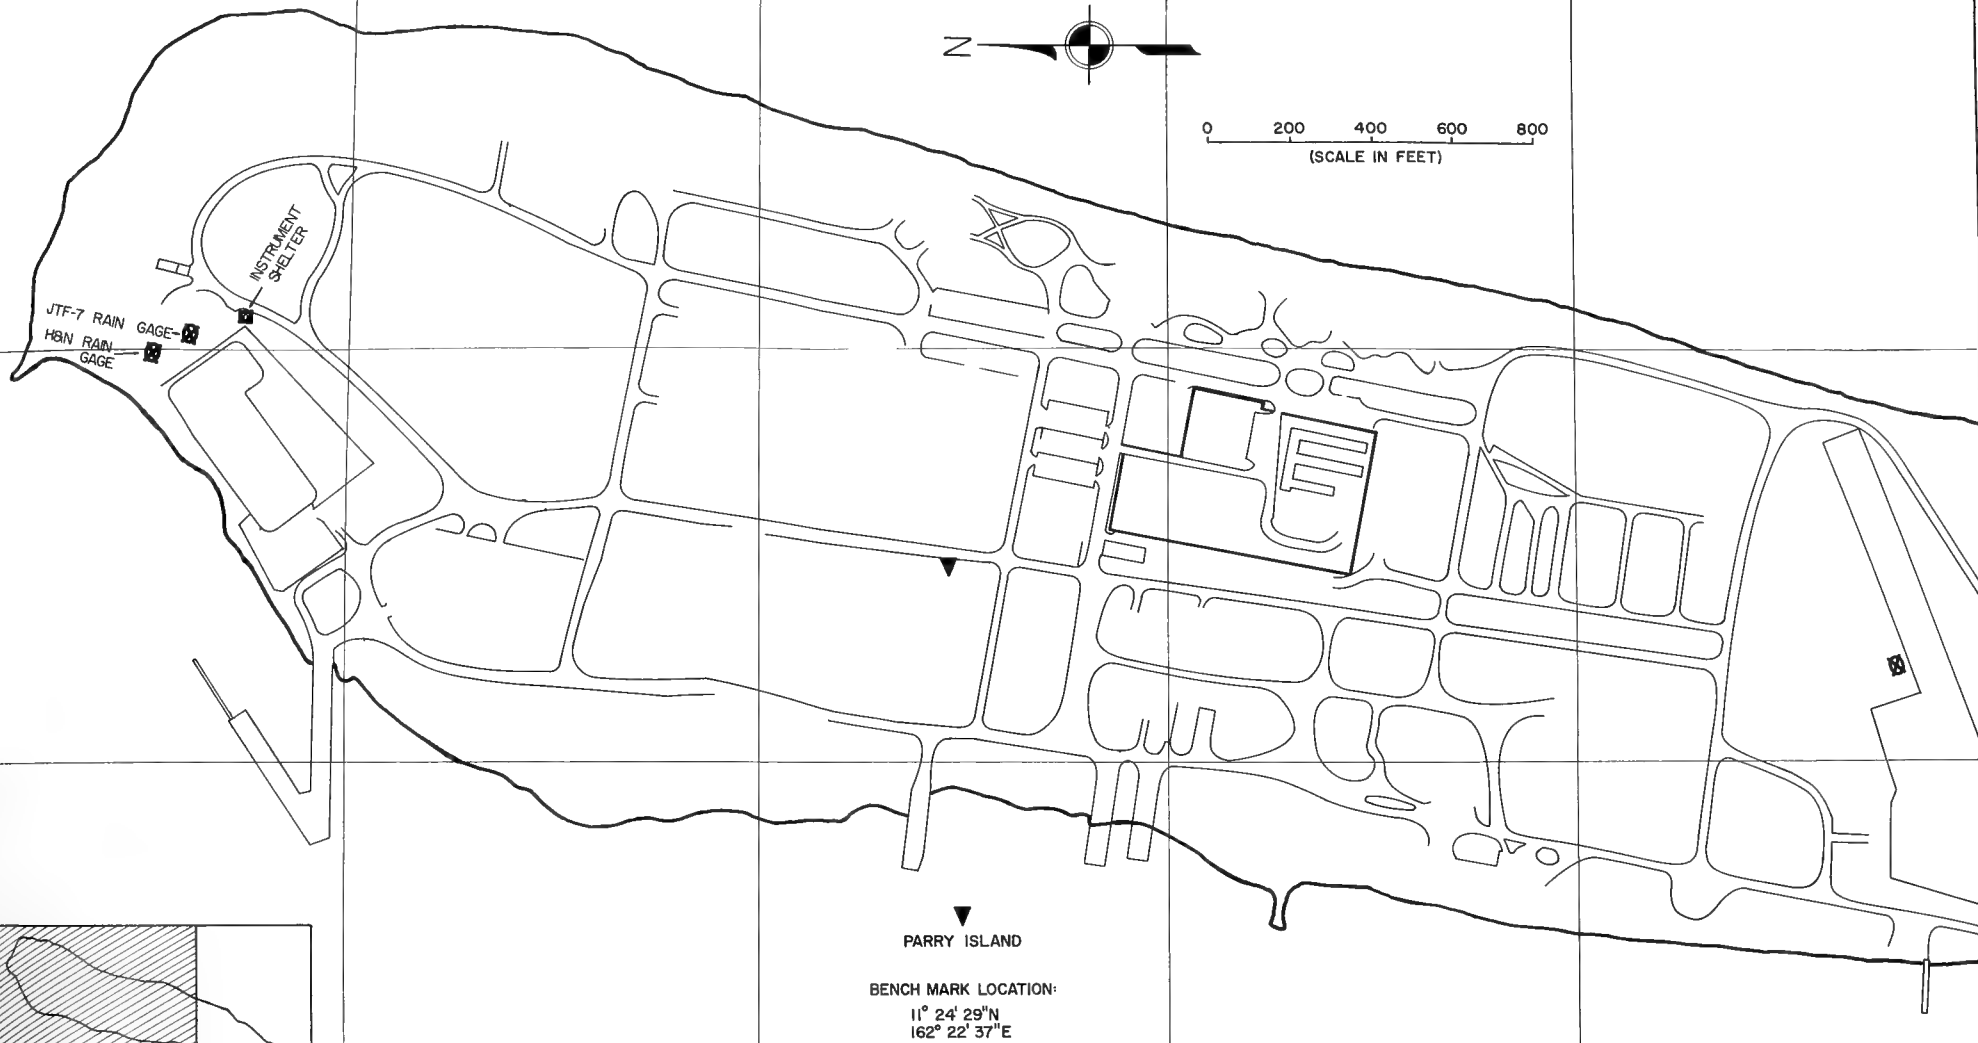 N
0 200 400 600 800
(SCALE IN FEET)
INSTRUMENT
SHELTER
JTF-7 RAIN GAGE
H&N RAIN
GAGE
PARRY ISLAND
BENCH MARK LOCATION:
11° 24' 29"N
162° 22' 37"E